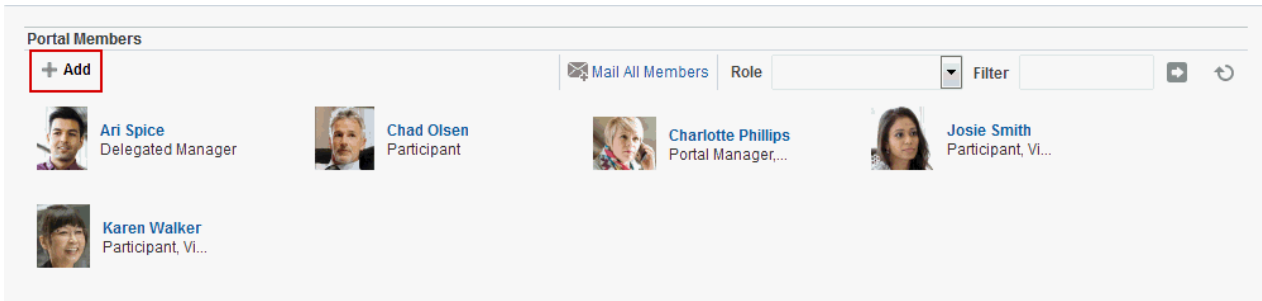 Portal Members
Add
Mail All Members Role Filter
Ari Spice
Delegated Manager
Chad Olsen
Participant
Charlotte Phillips
Portal Manager,...
Josie Smith
Participant, Vi...
Karen Walker
Participant, Vi...